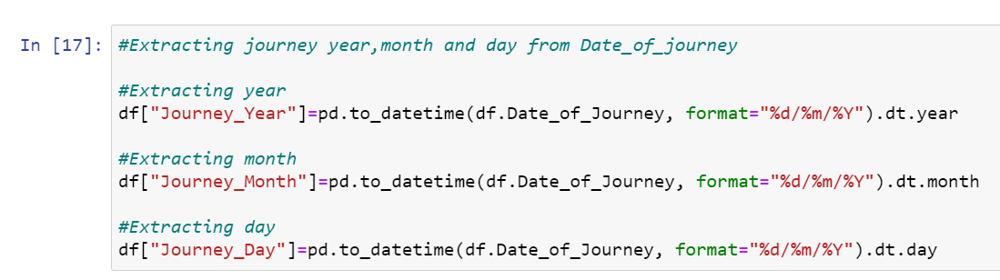 In [17]: #Extracting journey year,month and day from Date_of_journey
#Extracting year
df["Journey_Year"]=pd.to_datetime(df.Date_of_Journey, format="%d/%m/%Y").dt.year
#Extracting month
df["Journey_Month"]=pd.to_datetime(df.Date_of_Journey, format="%d/%m/%Y").dt.month
#Extracting day
df["Journey_Day"]=pd.to_datetime(df.Date_of_Journey, format="%d/%m/%Y").dt.day